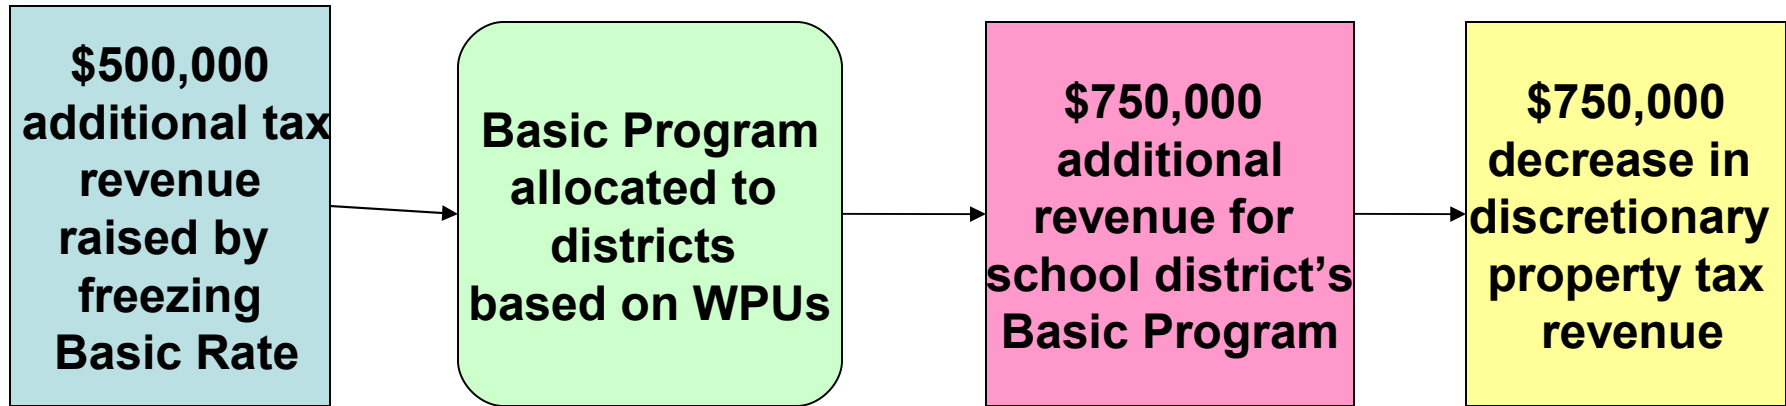 $500,000
additional tax
revenue
raised by
freezing
Basic Rate
Basic Program
allocated to
districts
based on WPUs
$750,000
additional
revenue for
school district's
Basic Program
$750,000
decrease in
discretionary
property tax
revenue